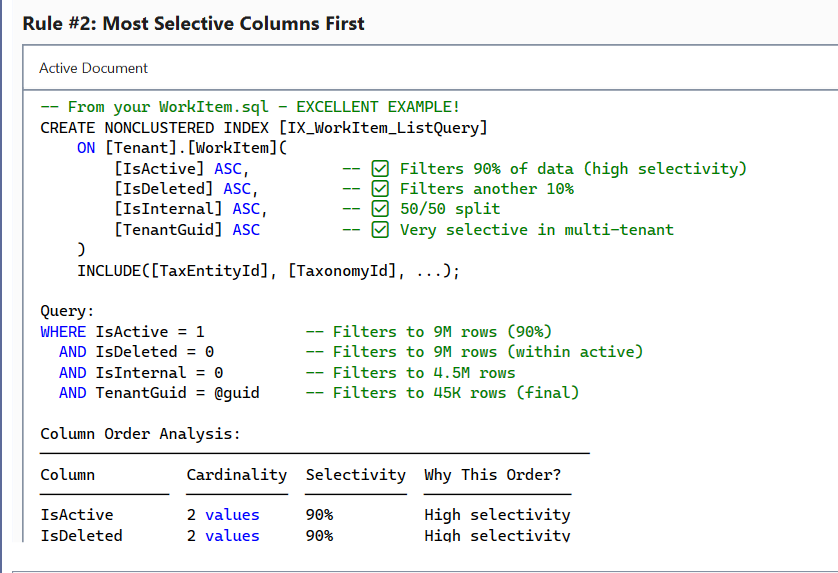 Rule #2: Most Selective Columns First
Active Document
-- From your WorkItem.sql - EXCELLENT EXAMPLE!
CREATE NONCLUSTERED INDEX [IX_WorkItem_ListQuery]
ON [Tenant].[WorkItem](
[IsActive] ASC, -- ✅ Filters 90% of data (high selectivity)
[IsDeleted] ASC, -- ✅ Filters another 10%
[IsInternal] ASC, -- ✅ 50/50 split
[TenantGuid] ASC -- ✅ Very selective in multi-tenant
)
INCLUDE([TaxEntityId], [TaxonomyId], ...);
Query:
WHERE IsActive = 1 -- Filters to 9M rows (90%)
AND IsDeleted = 0 -- Filters to 9M rows (within active)
AND IsInternal = 0 -- Filters to 4.5M rows
AND TenantGuid = @guid -- Filters to 45K rows (final)
Column Order Analysis:
Column Cardinality Selectivity Why This Order?
IsActive 2 values 90% High selectivity
IsDeleted 2 values 90% High selectivity